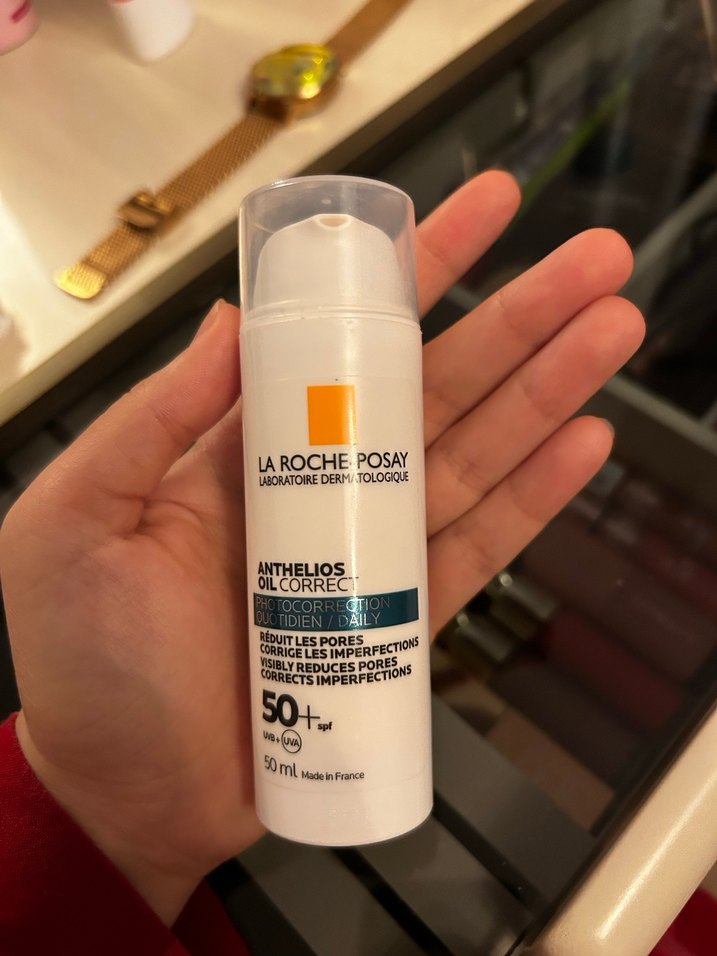 LA ROCHE-POSAY
LABORATOIRE DERMATOLOGIQUE
ANTHELIOS
OIL CORRECT
PHOTOCORRECTION
QUOTIDIEN / DAILY
RÉDUIT LES PORES
CORRIGE LES IMPERFECTIONS
VISIBLY REDUCES PORES
CORRECTS IMPERFECTIONS
50+ spf
UVB + UVA
50 ml Made in France